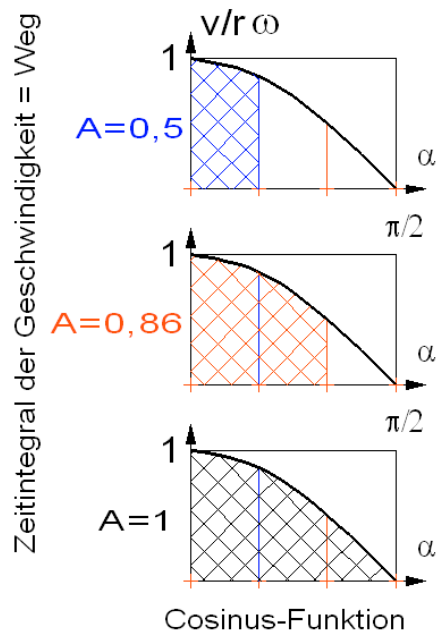 Zeitintegral der Geschwindigkeit = Weg
v/r ω
1
A=0,5
α
π/2
1
A=0,86
α
π/2
1
A=1
α
Cosinus-Funktion